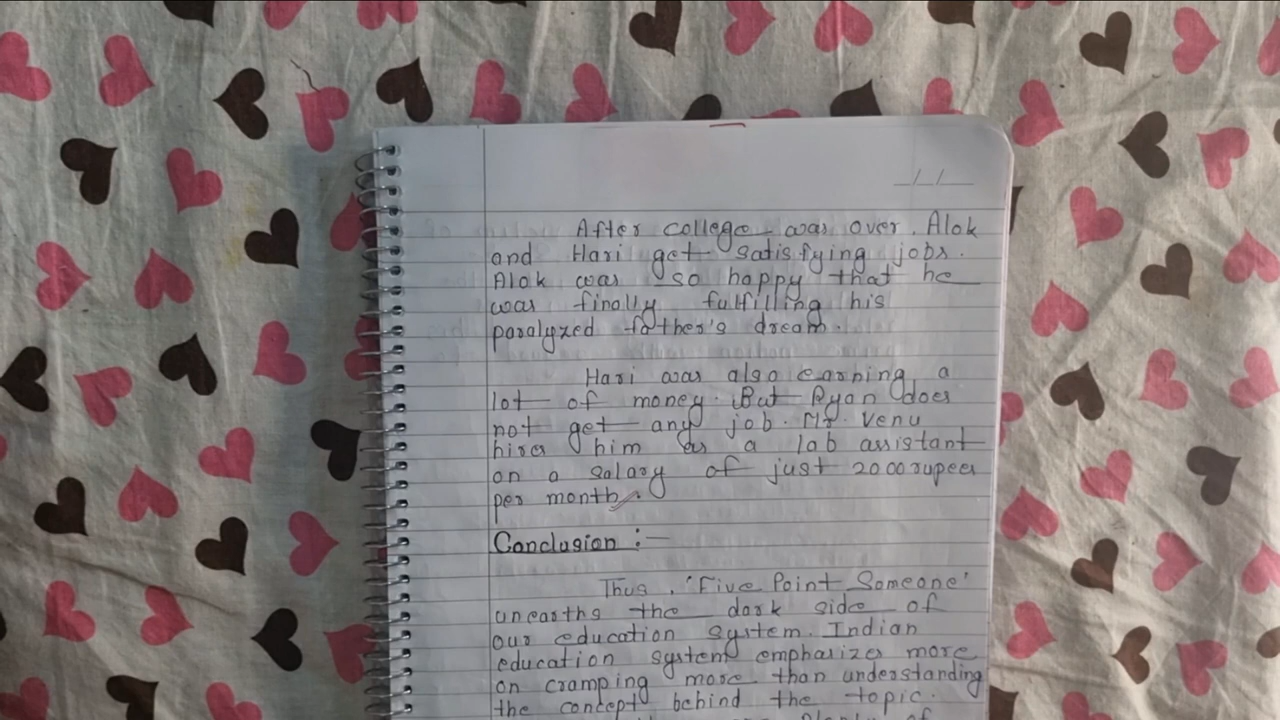 _/_/_
After college was over, Alok
and Hari get satisfying jobs.
Alok was so happy that he
was finally fulfilling his
paralyzed father's dream.
Hari was also earning a
lot of money. But Ryan does
not get any job. Mr. Venu
hires him as a lab assistant
on a salary of just 2000 rupees
per month.
Conclusion :-
Thus, 'Five Point Someone'
unearths the dark side of
our education system. Indian
education system emphasizes more
on cramping more than understanding
the concept behind the topic.
Plenty of